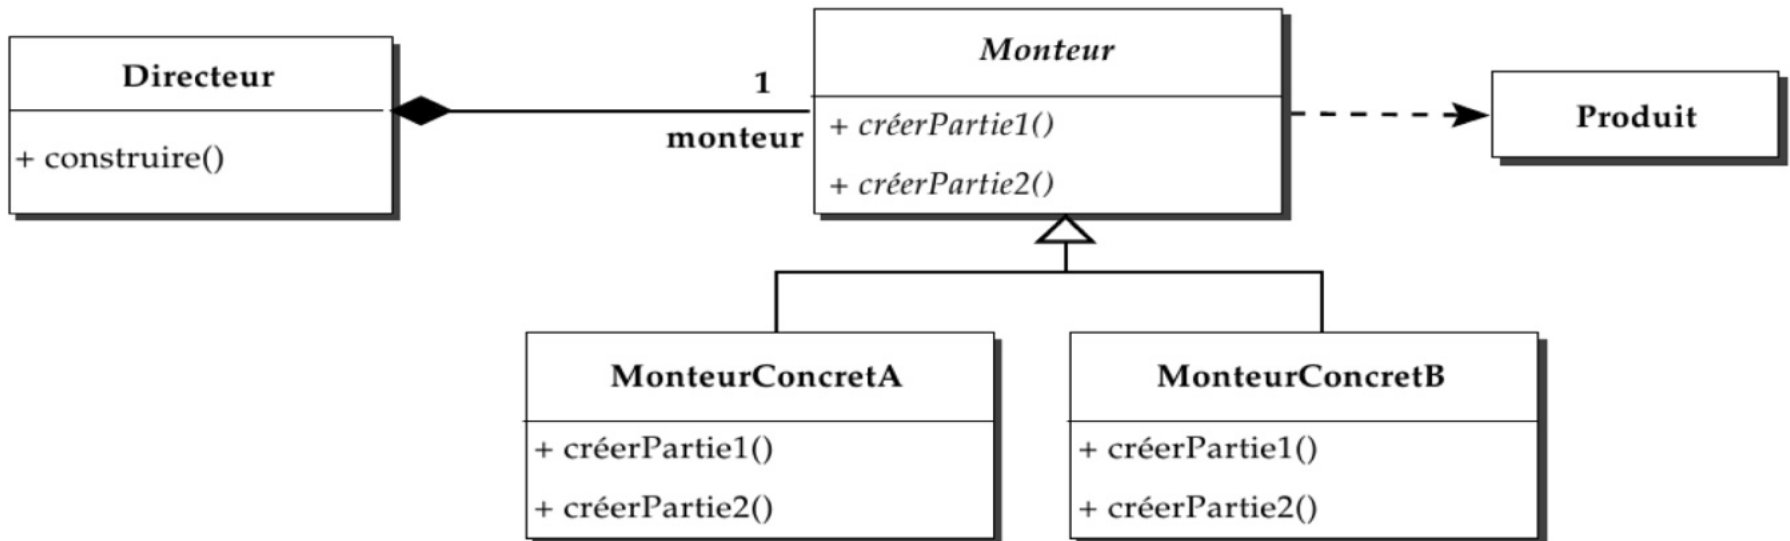 Directeur
+ construire()
1
monteur
Monteur
+ créerPartie1()
+ créerPartie2()
Produit
MonteurConcretA
+ créerPartie1()
+ créerPartie2()
MonteurConcretB
+ créerPartie1()
+ créerPartie2()